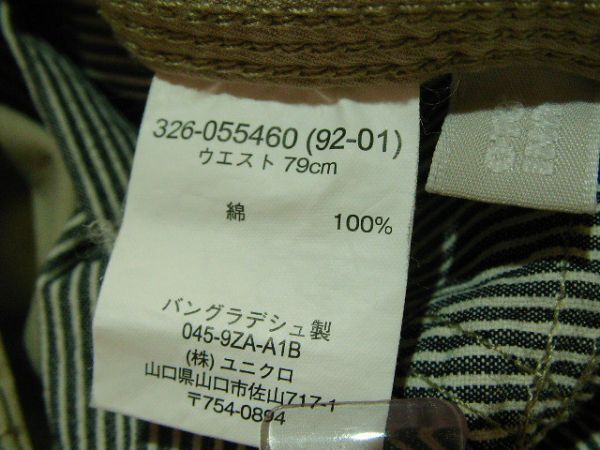 326-055460 (92-01)
ウエスト 79cm
綿 100%
バングラデシュ製
045-9ZA-A1B
(株) ユニクロ
山口県山口市佐山717-1
〒754-0894